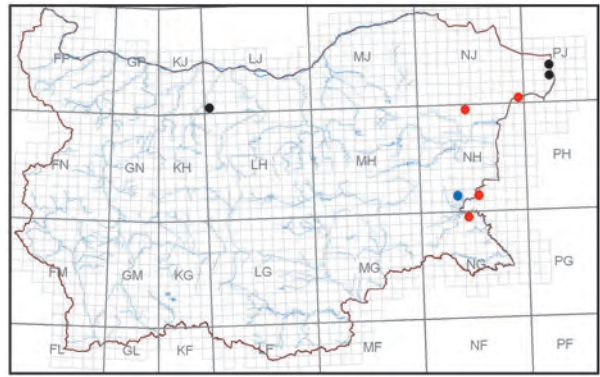 FP GP KJ LJ MJ NJ PJ
FN GN KH LH MH NH PH
FM GM KG LG MG NG PG
FL GL KF LF MF NF PF